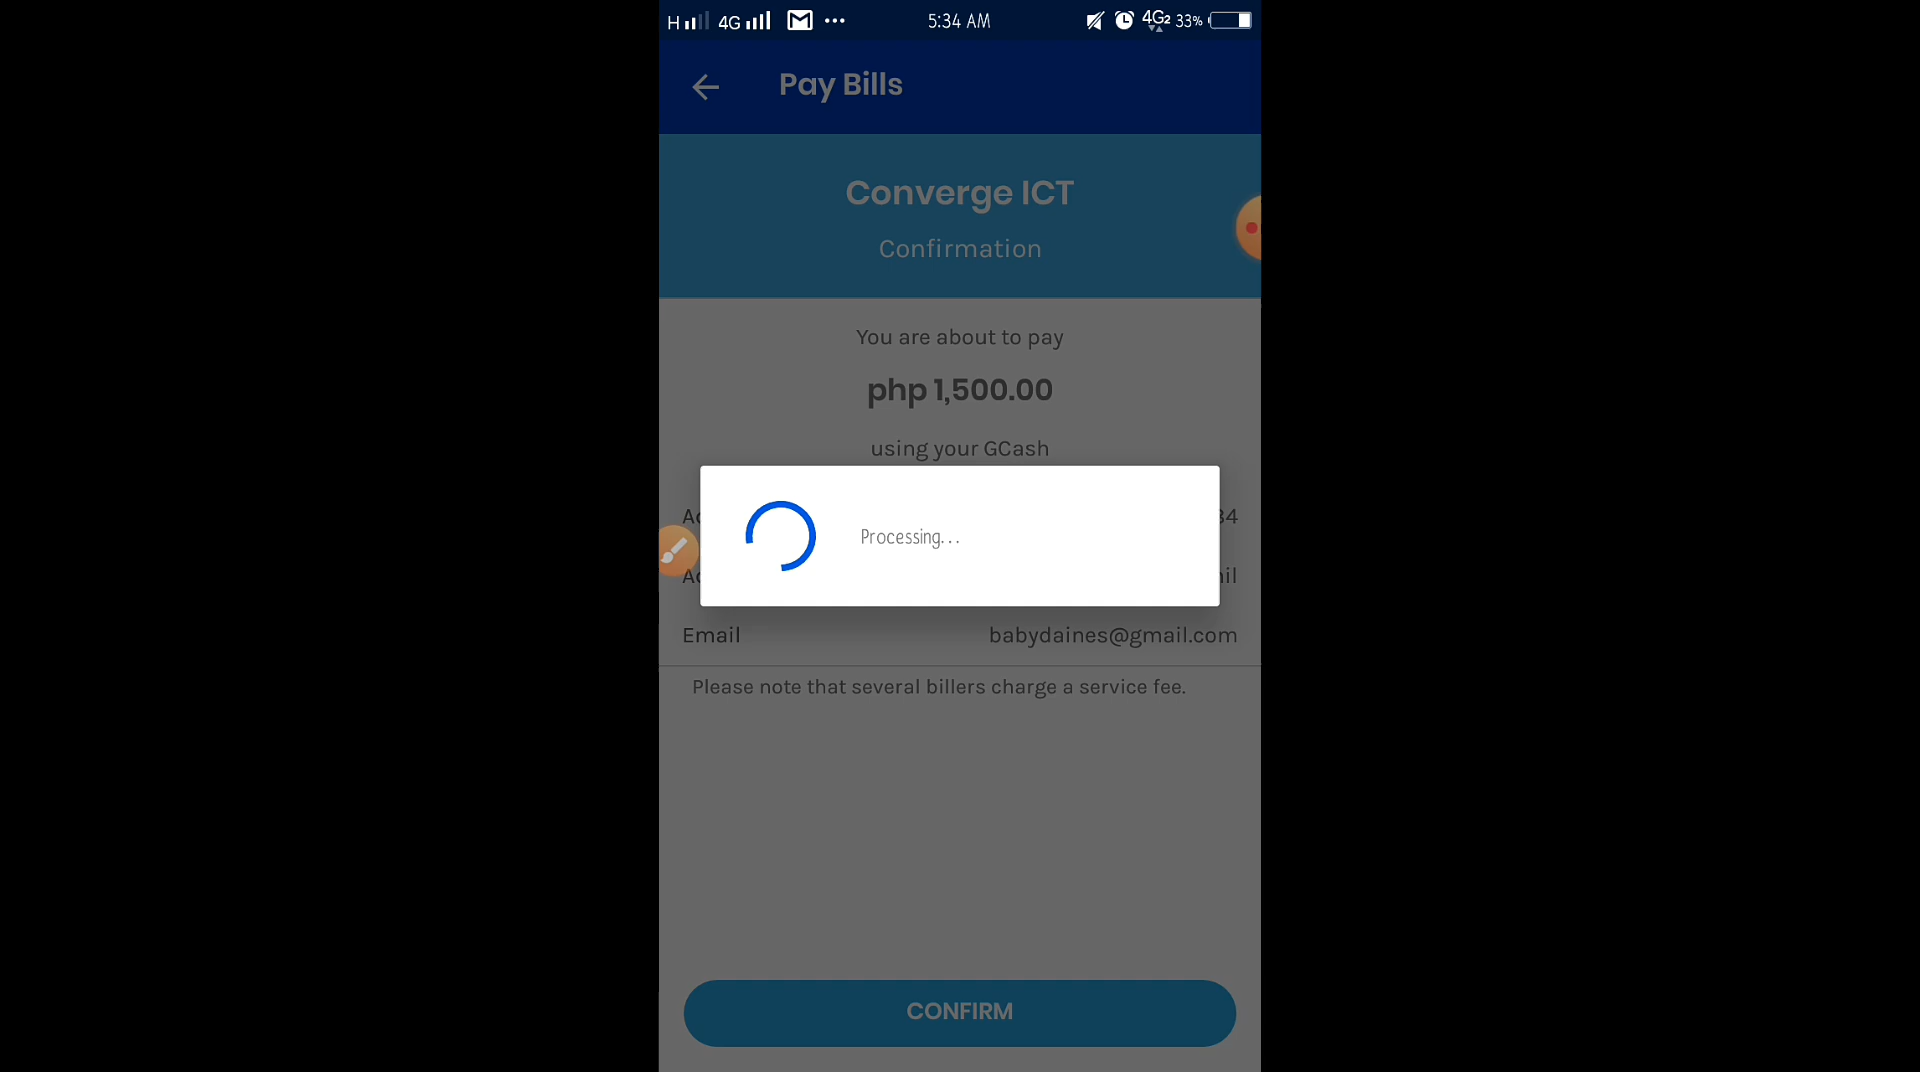 H 4G 5:34 AM 4G2 33%
Pay Bills
Converge ICT
Confirmation
You are about to pay
php 1,500.00
using your GCash
Processing...
Email babydaines@gmail.com
Please note that several billers charge a service fee.
CONFIRM